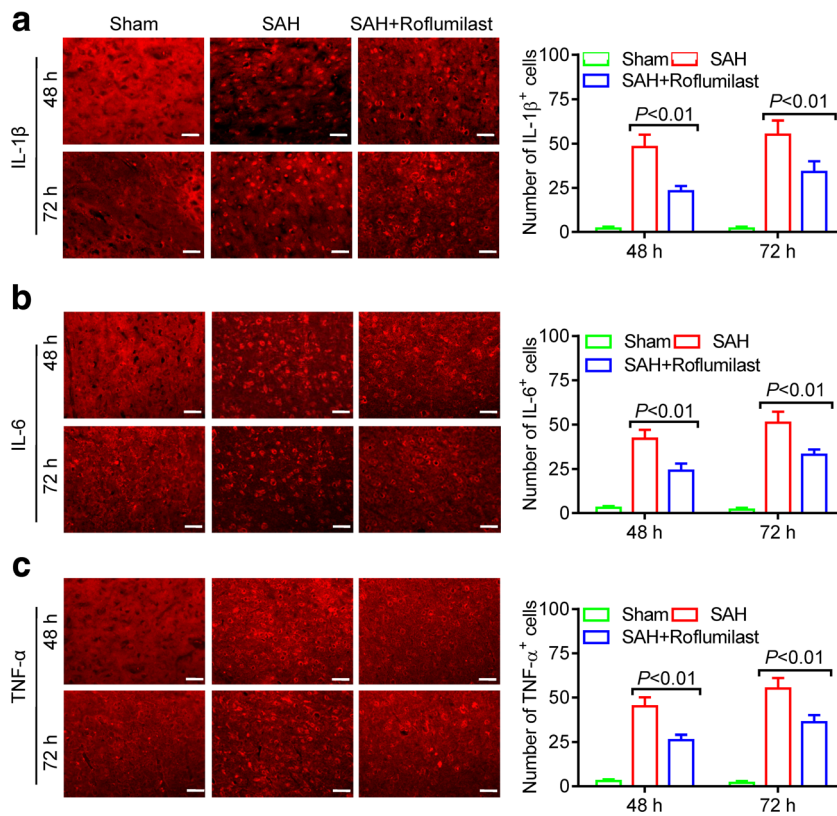 a
Sham SAH SAH+Roflumilast
IL-1β
48 h
72 h
Number of IL-1β+ cells
100
75
50
25
0
Sham SAH
SAH+Roflumilast
P<0.01
P<0.01
48 h 72 h
b
IL-6
48 h
72 h
Number of IL-6+ cells
100
75
50
25
0
Sham SAH
SAH+Roflumilast
P<0.01
P<0.01
48 h 72 h
c
TNF-α
48 h
72 h
Number of TNF-α+ cells
100
75
50
25
0
Sham SAH
SAH+Roflumilast
P<0.01
P<0.01
48 h 72 h